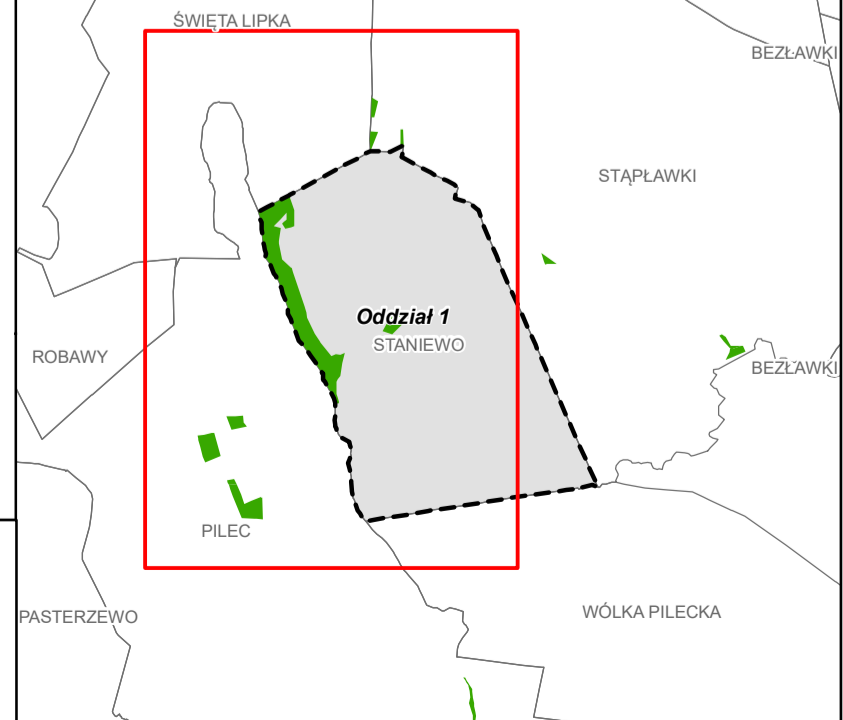 ŚWIĘTA LIPKA
BEZŁAWKI
STĄPŁAWKI
Oddział 1
STANIEWO
ROBAWY
BEZŁAWKI
PILEC
WÓLKA PILECKA
PASTERZEWO